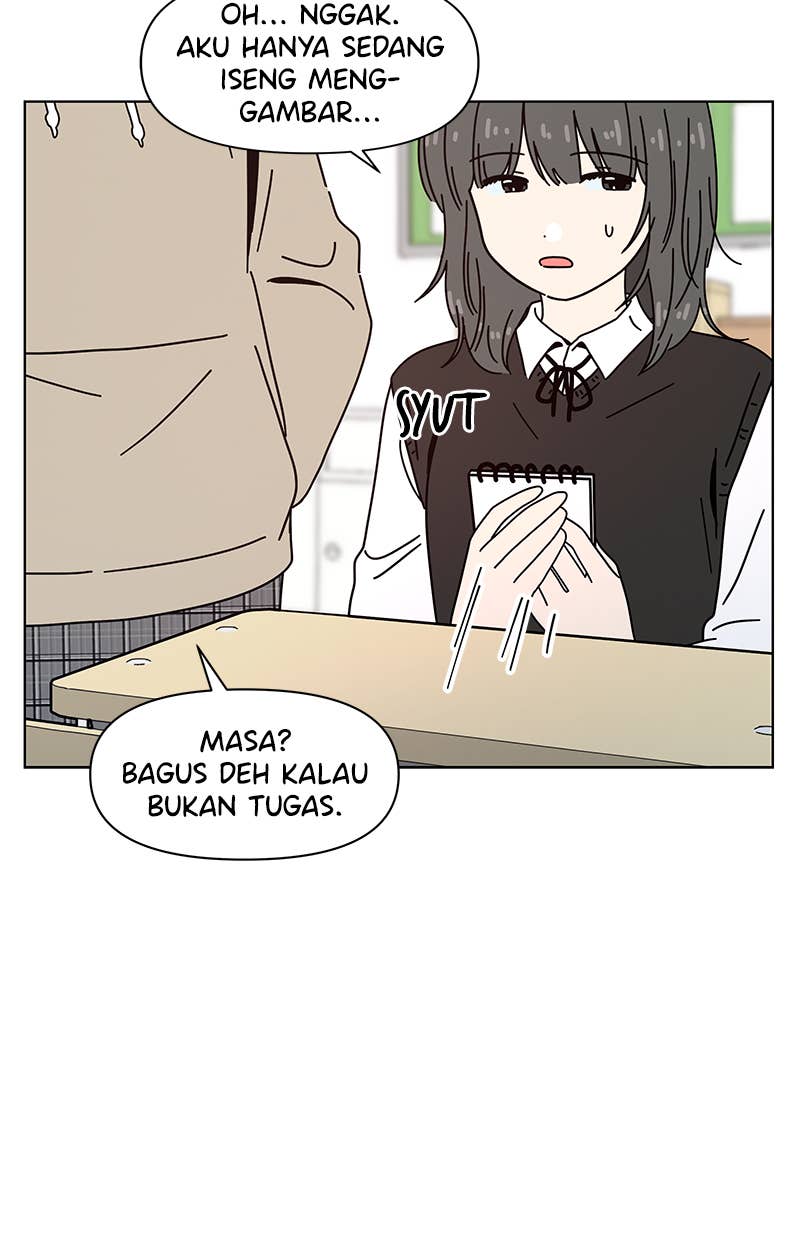 OH... NGGAK.
AKU HANYA SEDANG
ISENG MENG-
GAMBAR...
SYUT
MASA?
BAGUS DEH KALAU
BUKAN TUGAS.